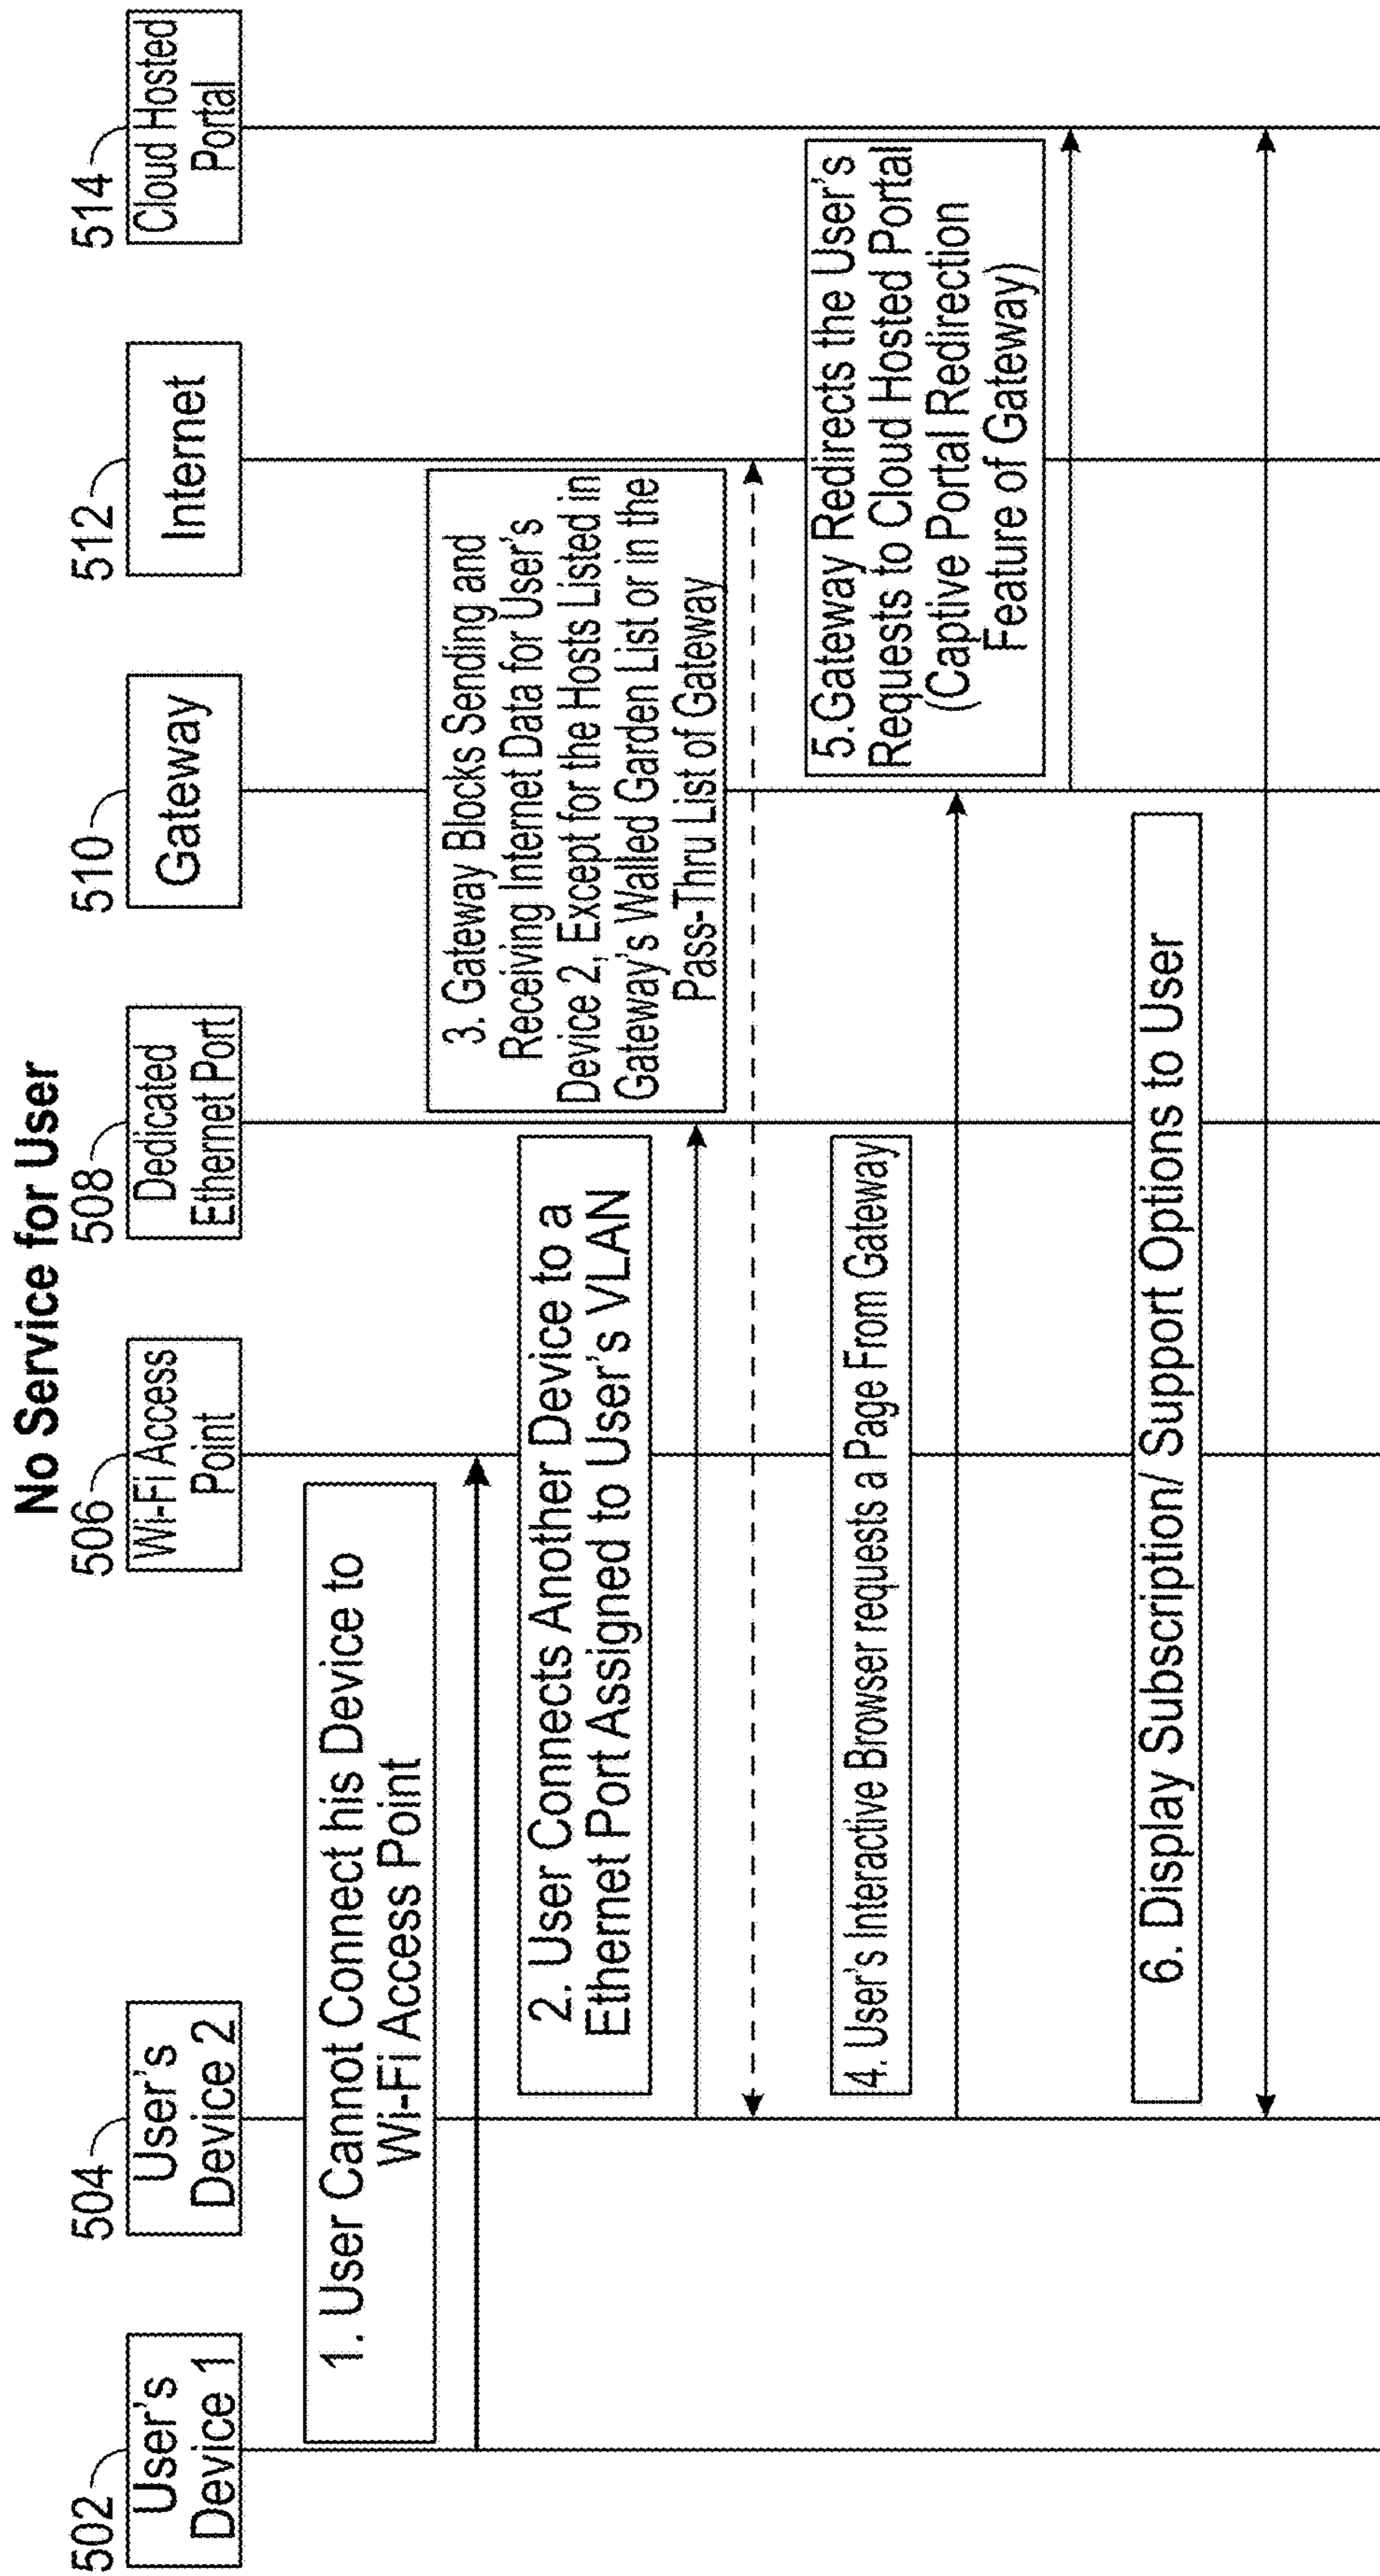 No Service for User
502
User's
Device 1
504
User's
Device 2
506
Wi-Fi Access
Point
508
Dedicated
Ethernet Port
510
Gateway
512
Internet
514
Cloud Hosted
Portal
1. User Cannot Connect his Device to
Wi-Fi Access Point
2. User Connects Another Device to a
Ethernet Port Assigned to User's VLAN
3. Gateway Blocks Sending and
Receiving Internet Data for User's
Device 2, Except for the Hosts Listed in
Gateway's Walled Garden List or in the
Pass-Thru List of Gateway
4. User's Interactive Browser requests a Page From Gateway
5.Gateway Redirects the User's
Requests to Cloud Hosted Portal
(Captive Portal Redirection
Feature of Gateway)
6. Display Subscription/ Support Options to User